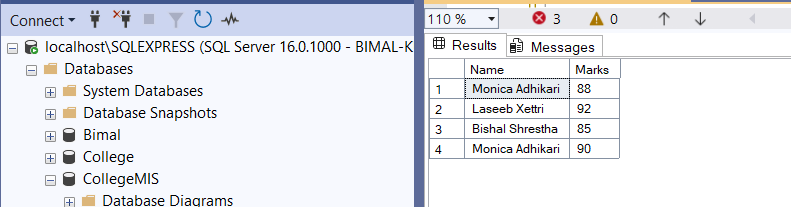 Connect
localhost\SQLEXPRESS (SQL Server 16.0.1000 - BIMAL-K
Databases
System Databases
Database Snapshots
Bimal
College
CollegeMIS
Database Diagrams
110 % 3 0
Results Messages
Name Marks
1 Monica Adhikari 88
2 Laseeb Xettri 92
3 Bishal Shrestha 85
4 Monica Adhikari 90